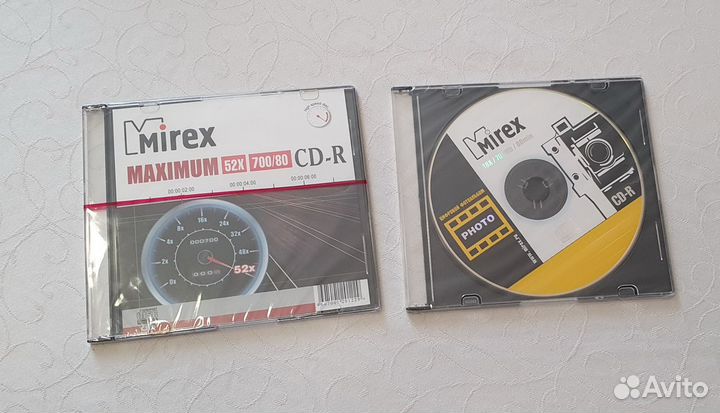 Mirex
MAXIMUM 52X 700/80 CD-R
00:00:02:00 00:00:04:00 00:00:06:00
0x
4x
8x
16x
24x
32x
48x
52x
000700
Mirex
CD-R
PHOTO
Avito